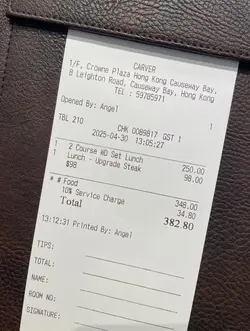 CARVER
1/F, Crowne Plaza Hong Kong Causeway Bay,
8 Leighton Road, Causeway Bay, Hong Kong
TEL : 59705971
Opened By: Angel 1
TBL 210
CHK 0089817 GST 1
2025-04-30 13:05:27
1 2 Course WD Set Lunch 250.00
1 Lunch - Upgrade Steak 98.00
$98
* # Food 348.00
10% Service Charge 34.80
Total 382.80
13:12:31 Printed By: Angel
TIPS:
TOTAL:
NAME:
ROOM NO:
SIGNATURE: